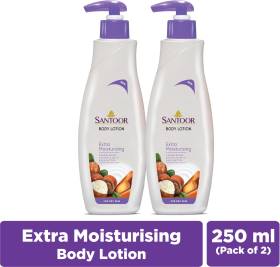 SANTOOR
BODY LOTION
Extra
Moisturising
SANTOOR
BODY LOTION
Extra
Moisturising
Extra Moisturising
Body Lotion
250 ml
(Pack of 2)